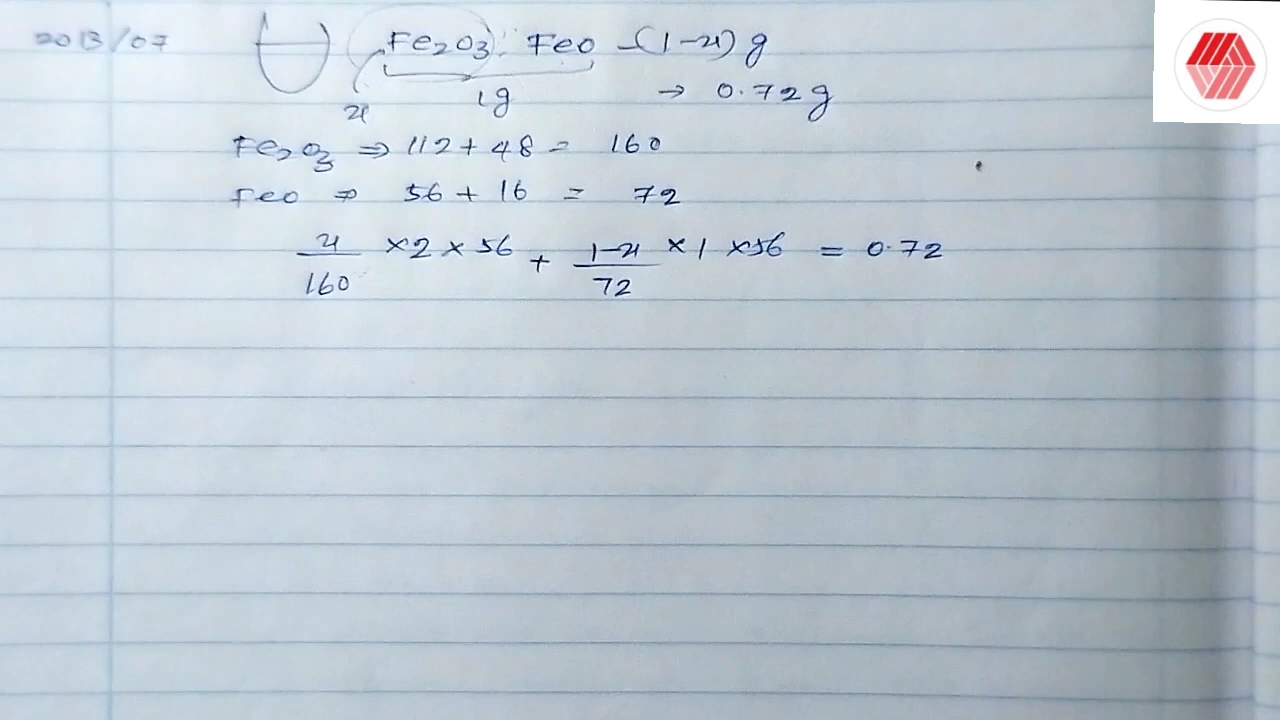 2013/07 Fe₂O₃ : FeO –(1–x) g
x 1g → 0.72g
Fe₂O₃ ⇒ 112 + 48 = 160
FeO ⇒ 56 + 16 = 72
x/160 × 2 × 56 + 1–x/72 × 1 × 56 = 0.72